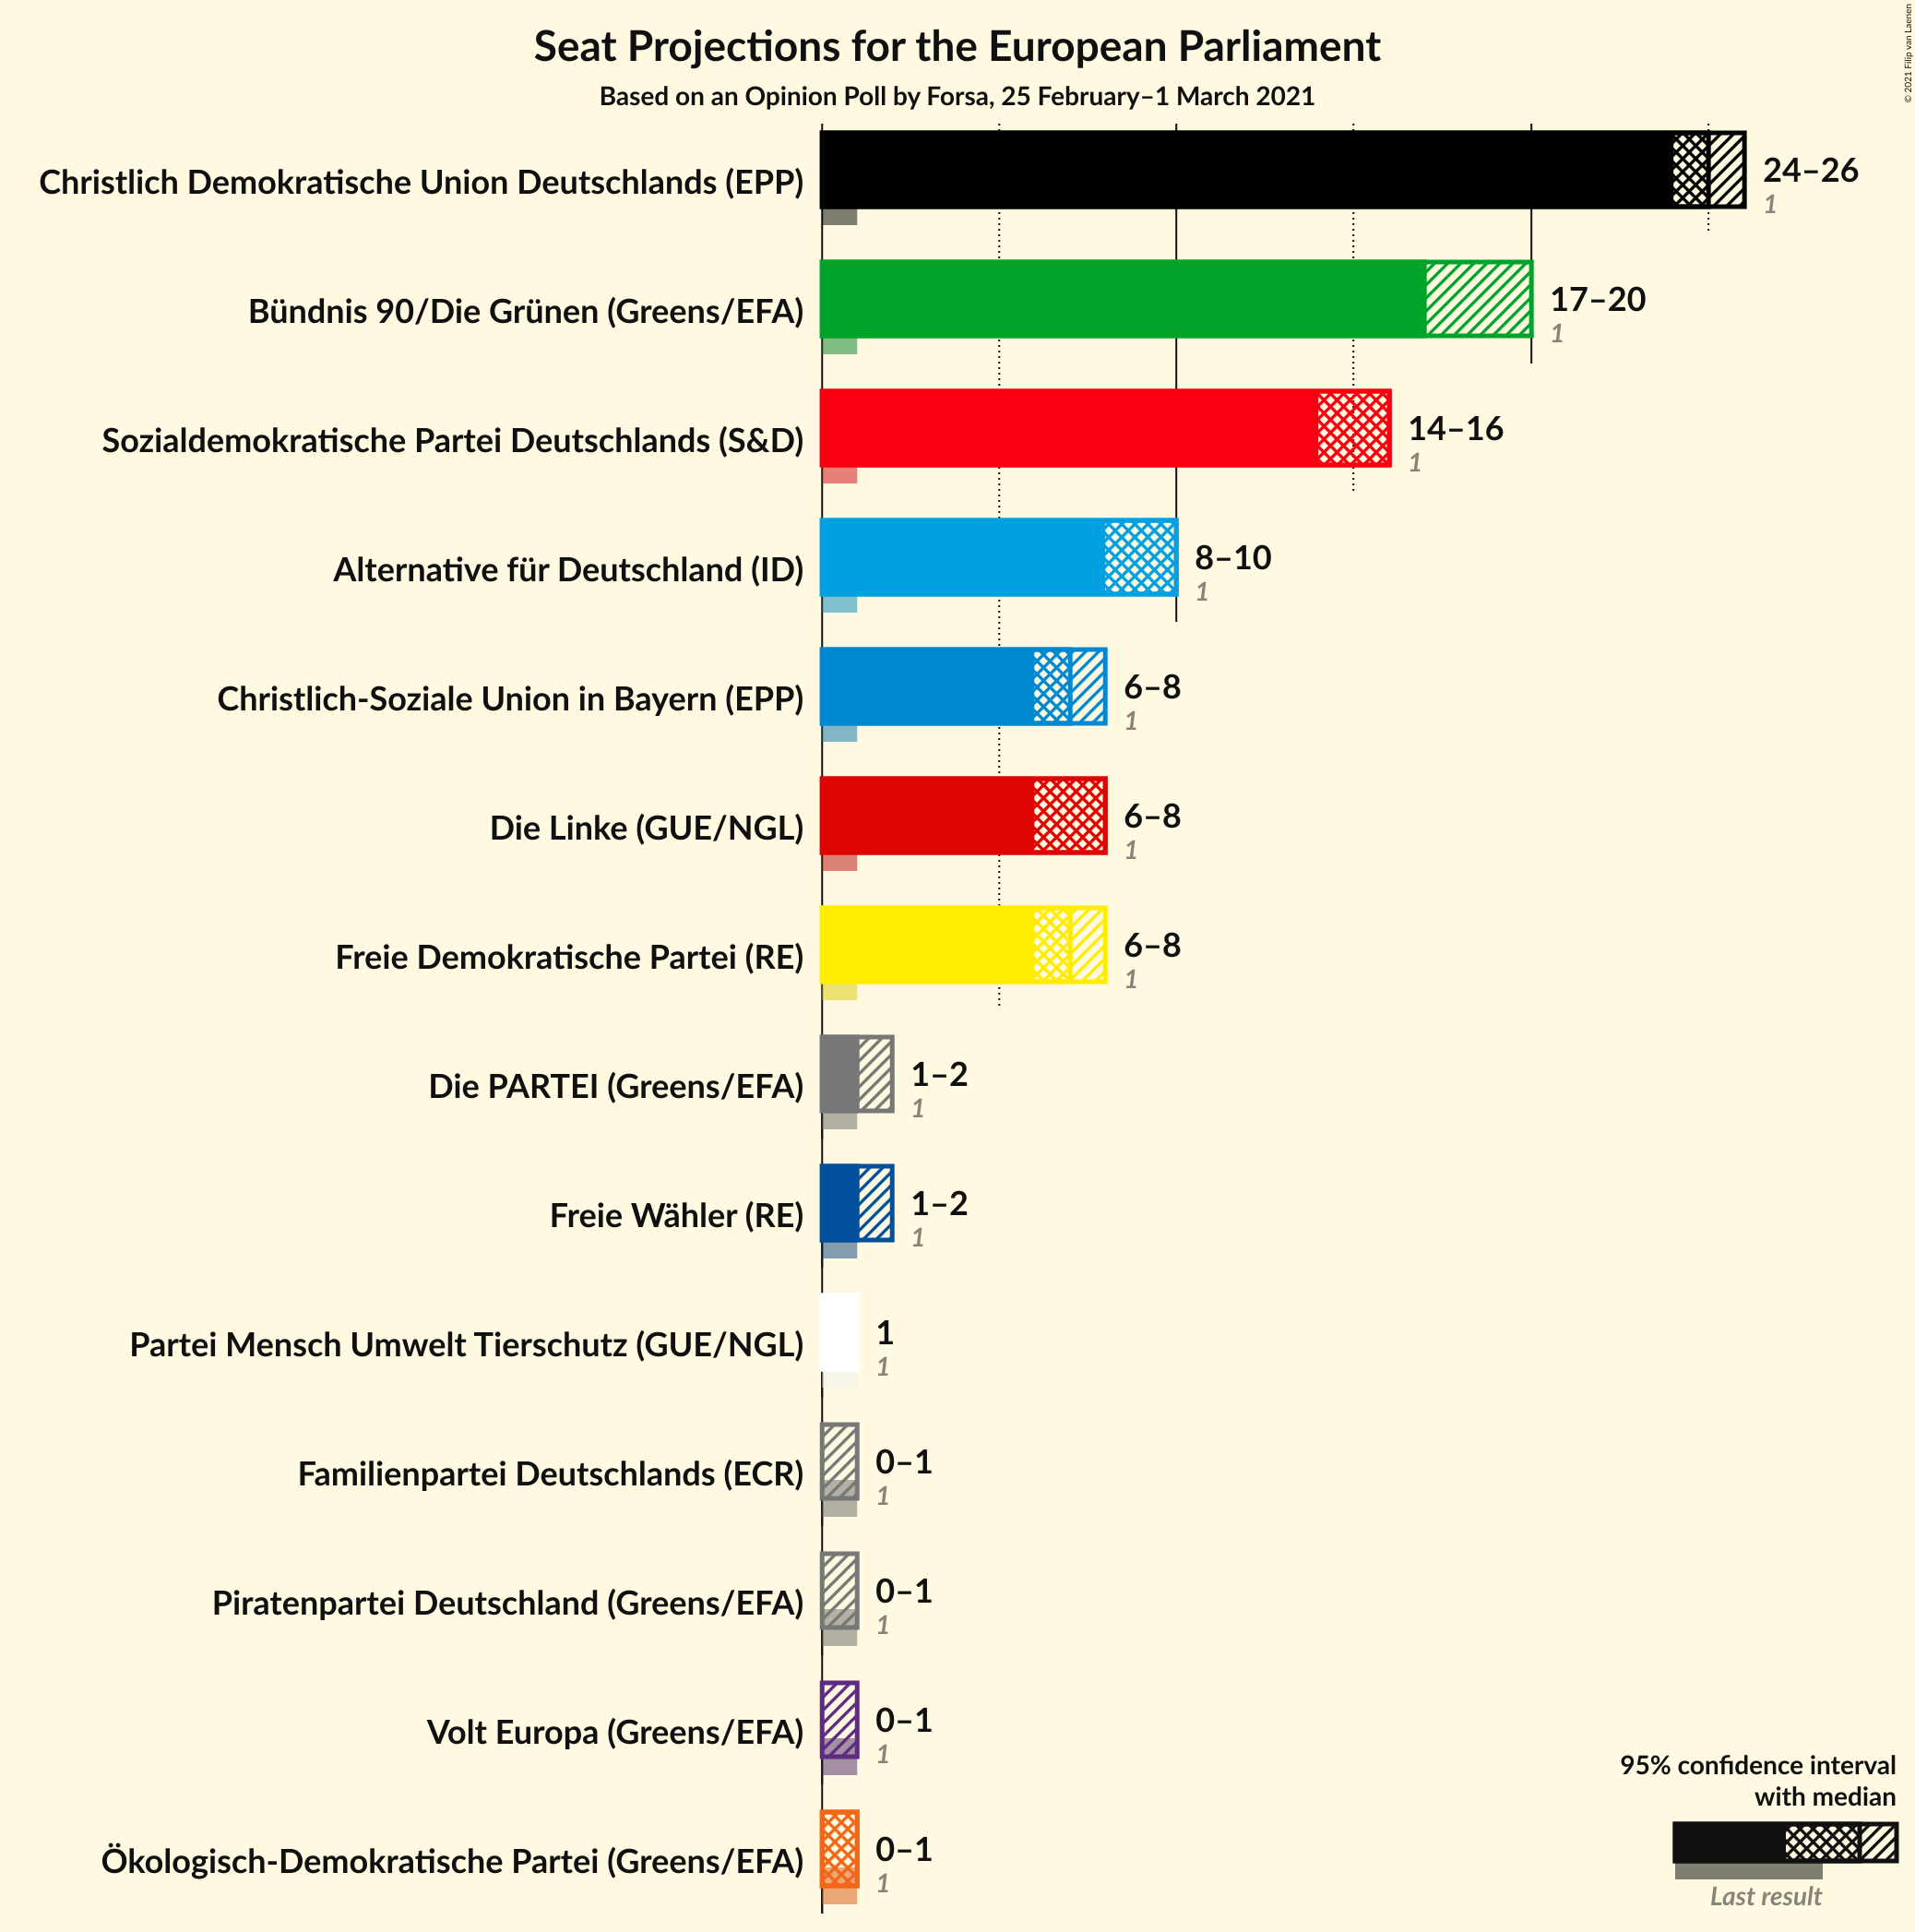 Seat Projections for the European Parliament
Based on an Opinion Poll by Forsa, 25 February–1 March 2021
© 2021 Filip van Laenen
Christlich Demokratische Union Deutschlands (EPP)
24–26
1
Bündnis 90/Die Grünen (Greens/EFA)
17–20
1
Sozialdemokratische Partei Deutschlands (S&D)
14–16
1
Alternative für Deutschland (ID)
8–10
1
Christlich-Soziale Union in Bayern (EPP)
6–8
1
Die Linke (GUE/NGL)
6–8
1
Freie Demokratische Partei (RE)
6–8
1
Die PARTEI (Greens/EFA)
1–2
1
Freie Wähler (RE)
1–2
1
Partei Mensch Umwelt Tierschutz (GUE/NGL)
1
1
Familienpartei Deutschlands (ECR)
0–1
1
Piratenpartei Deutschland (Greens/EFA)
0–1
1
Volt Europa (Greens/EFA)
0–1
1
Ökologisch-Demokratische Partei (Greens/EFA)
0–1
1
95% confidence interval
with median
Last result